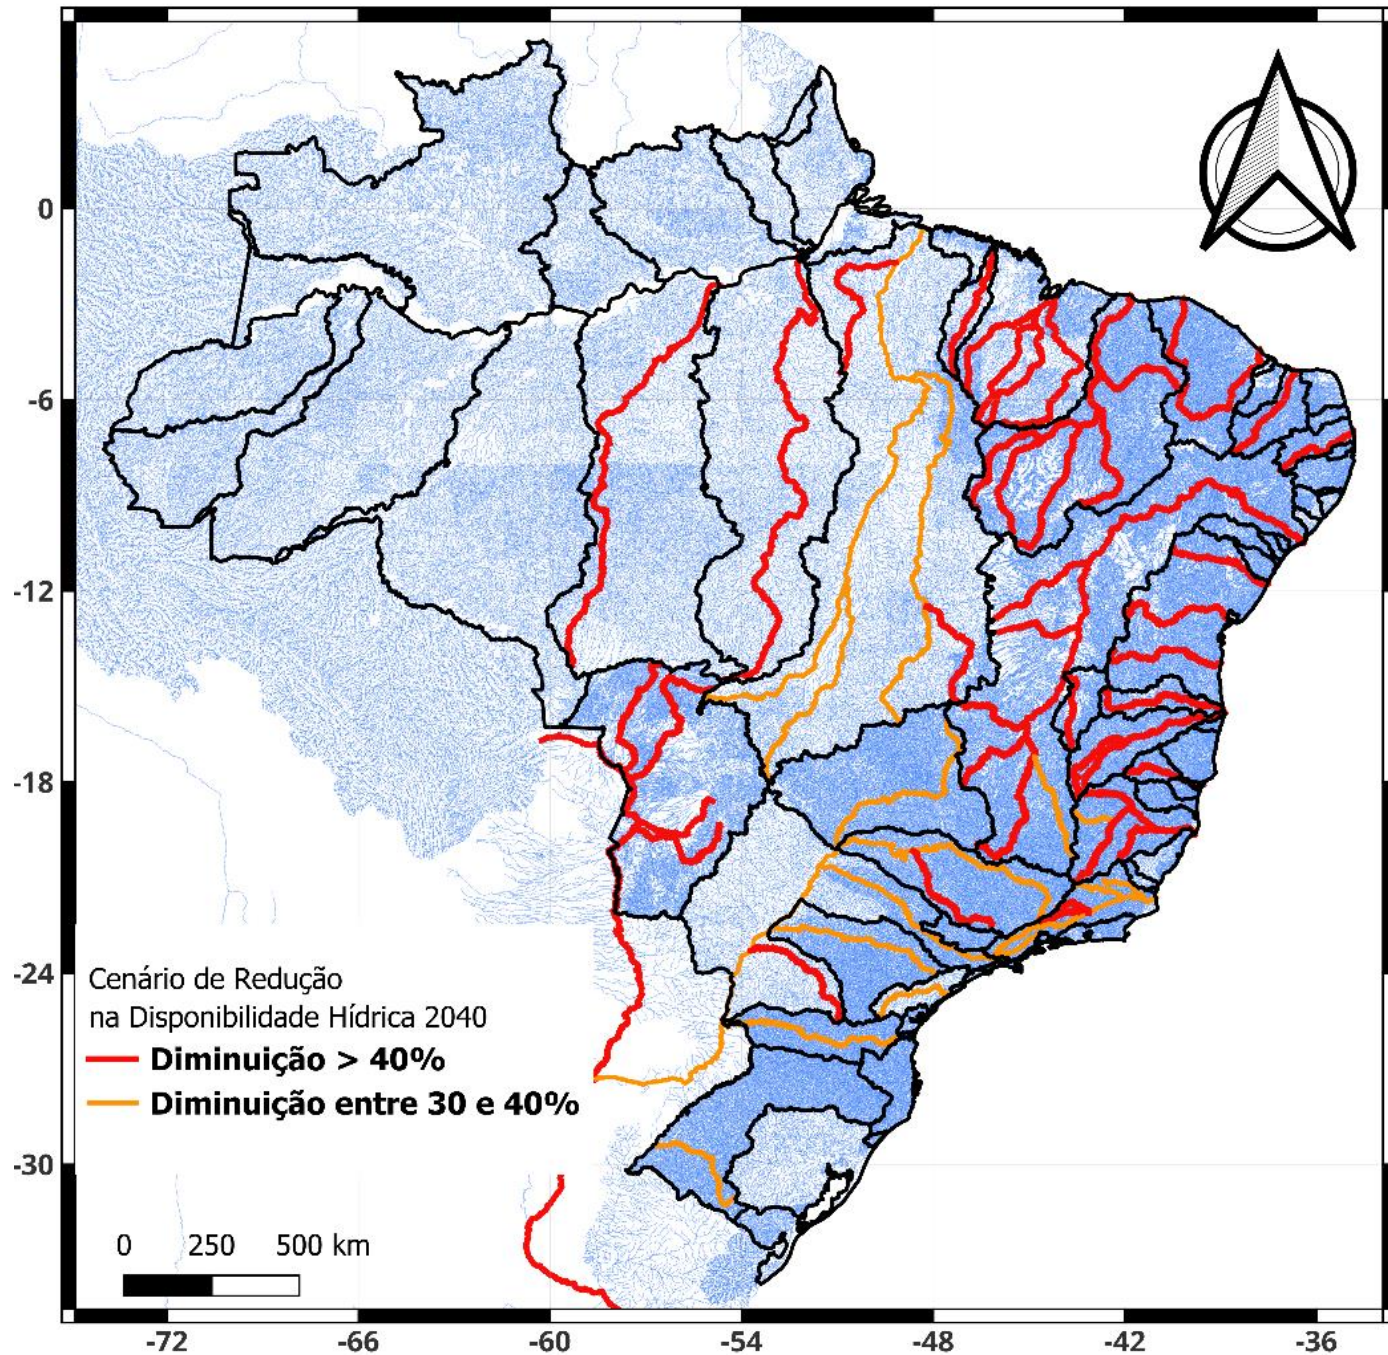 0
-6
-12
-18
-24
-30
Cenário de Redução
na Disponibilidade Hídrica 2040
Diminuição > 40%
Diminuição entre 30 e 40%
0 250 500 km
-72 -66 -60 -54 -48 -42 -36